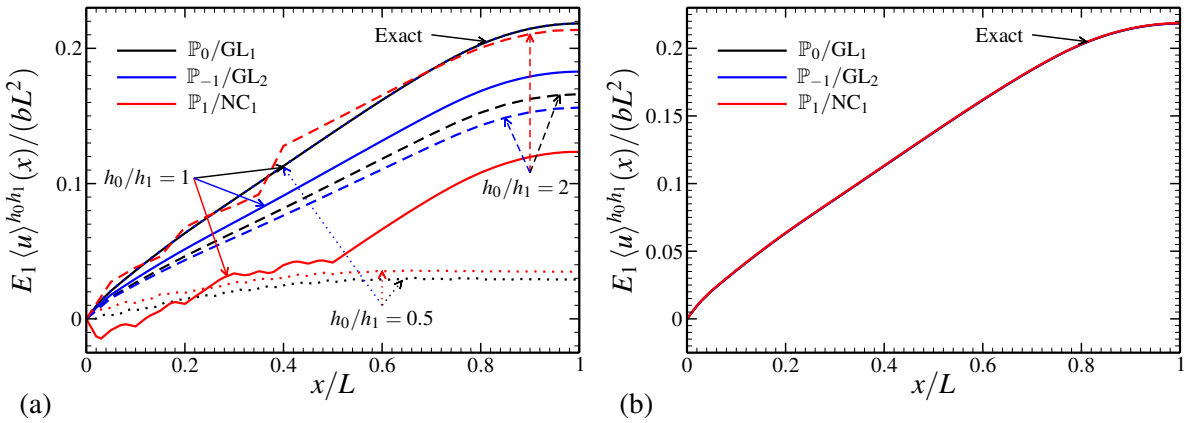 E₁ ⟨u⟩^{h₀h₁}(x)/(bL²)
0.2
0.1
0
ℙ₀/GL₁
ℙ₋₁/GL₂
ℙ₁/NC₁
Exact
h₀/h₁ = 1
h₀/h₁ = 2
h₀/h₁ = 0.5
0 0.2 0.4 0.6 0.8 1
x/L
(a)
E₁ ⟨u⟩^{h₀h₁}(x)/(bL²)
0.2
0.15
0.1
0.05
0
ℙ₀/GL₁
ℙ₋₁/GL₂
ℙ₁/NC₁
Exact
0 0.2 0.4 0.6 0.8 1
x/L
(b)